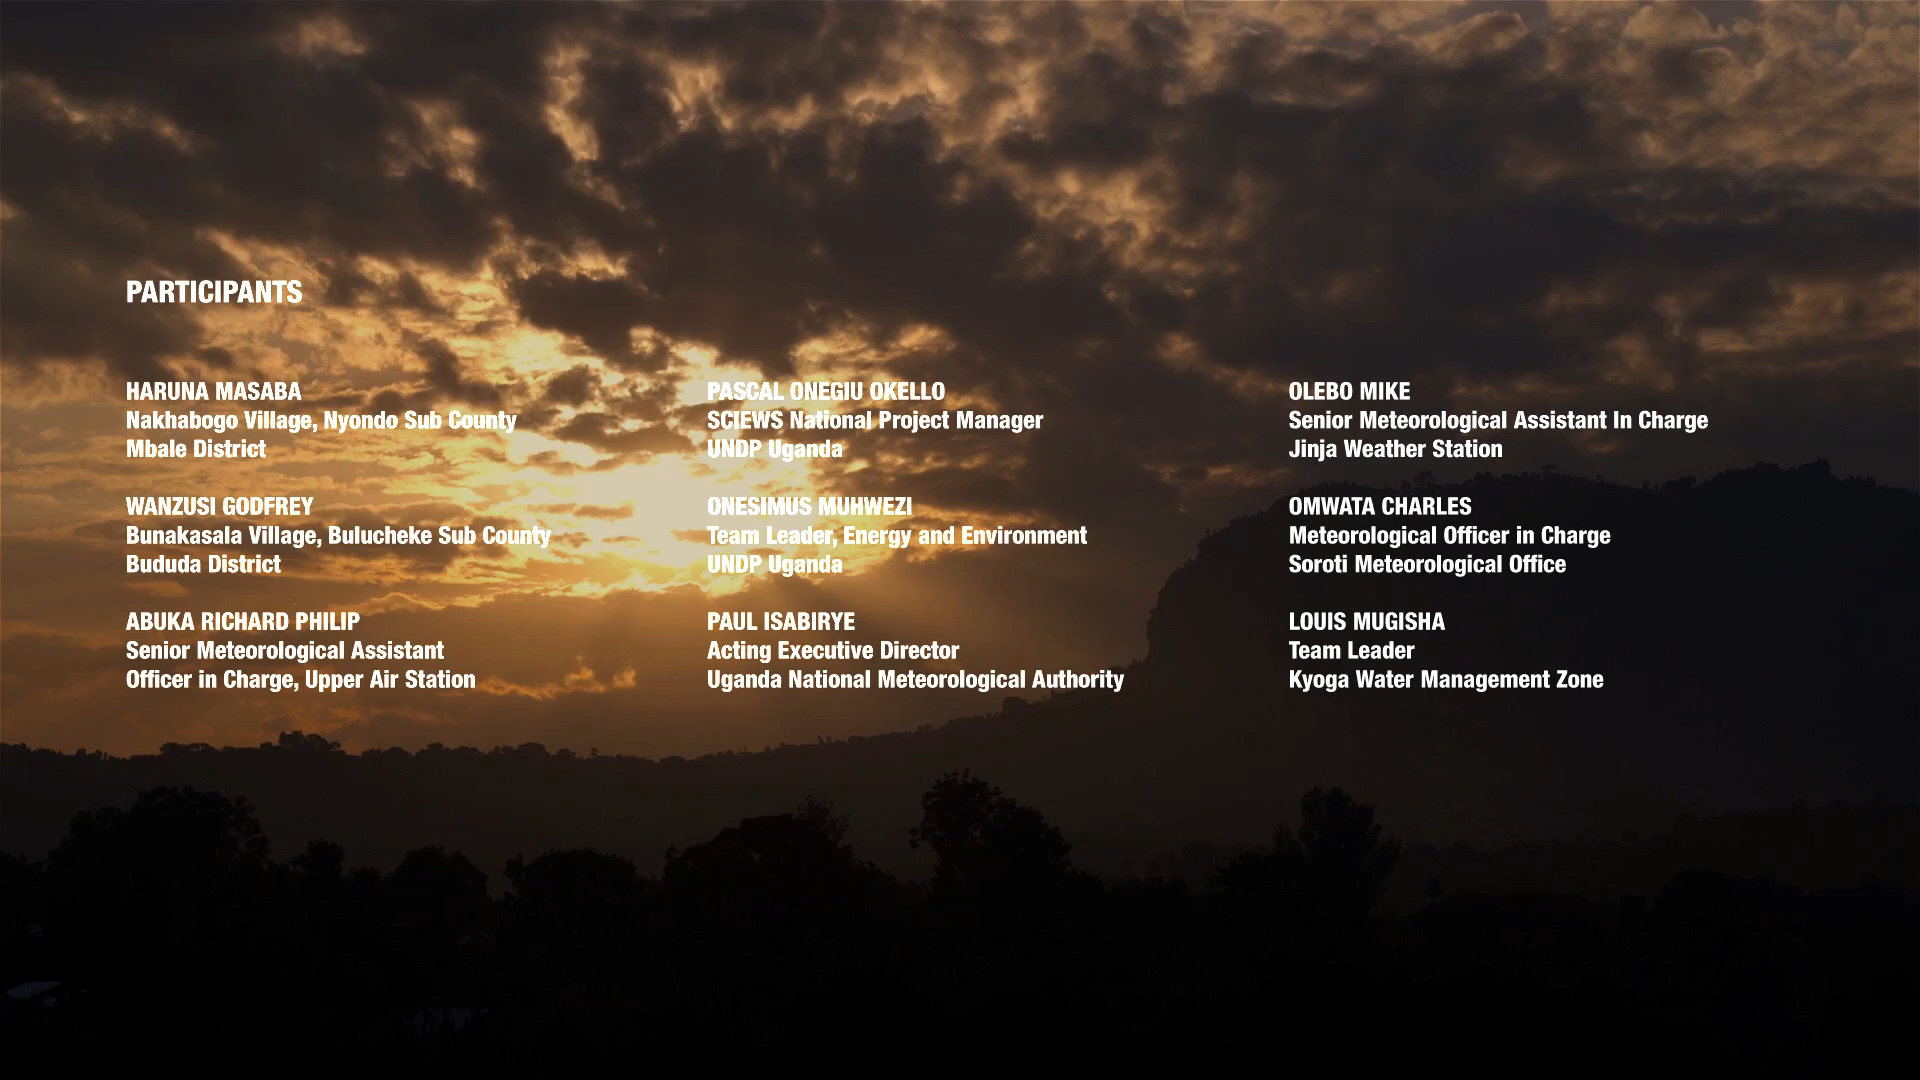 PARTICIPANTS
HARUNA MASABA
Nakhabogo Village, Nyondo Sub County
Mbale District
WANZUSI GODFREY
Bunakasala Village, Bulucheke Sub County
Bududa District
ABUKA RICHARD PHILIP
Senior Meteorological Assistant
Officer in Charge, Upper Air Station
PASCAL ONEGIU OKELLO
SCIEWS National Project Manager
UNDP Uganda
ONESIMUS MUHWEZI
Team Leader, Energy and Environment
UNDP Uganda
PAUL ISABIRYE
Acting Executive Director
Uganda National Meteorological Authority
OLEBO MIKE
Senior Meteorological Assistant In Charge
Jinja Weather Station
OMWATA CHARLES
Meteorological Officer in Charge
Soroti Meteorological Office
LOUIS MUGISHA
Team Leader
Kyoga Water Management Zone